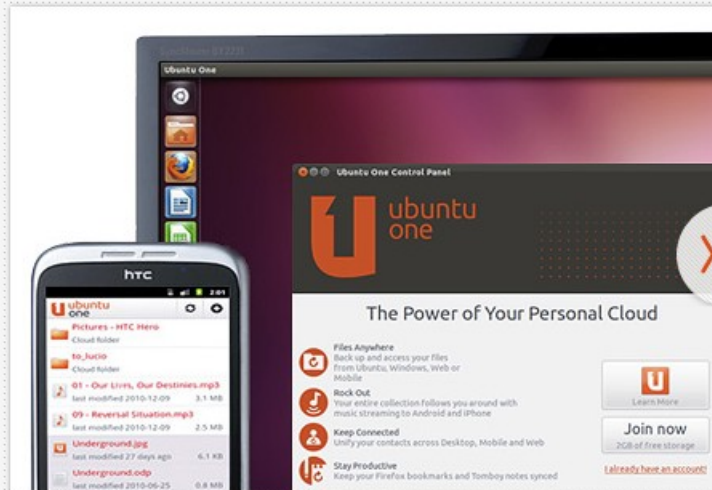 Ubuntu One
Ubuntu One Control Panel
ubuntu
one
The Power of Your Personal Cloud
Files Anywhere
Back up and access your files
from Ubuntu, Windows, Web or
Mobile
Rock Out
Your entire collection follows you around with
music streaming to Android and iPhone
Keep Connected
Unify your contacts across Desktop, Mobile and Web
Stay Productive
Keep your Firefox bookmarks and Tomboy notes synced
Learn More
Join now
2GB of free storage
I already have an account!
hTC
2:01
ubuntu
one
Pictures - HTC Hero
Cloud folder
to_lucio
Cloud folder
01 - Our Lives, Our Destinies.mp3
last modified 2010-12-09 3.1 MB
09 - Reversal Situation.mp3
last modified 2010-12-09 2.5 MB
Underground.jpg
last modified 27 days ago 6.1 KB
Underground.odp
last modified 2010-06-25 0.8 MB